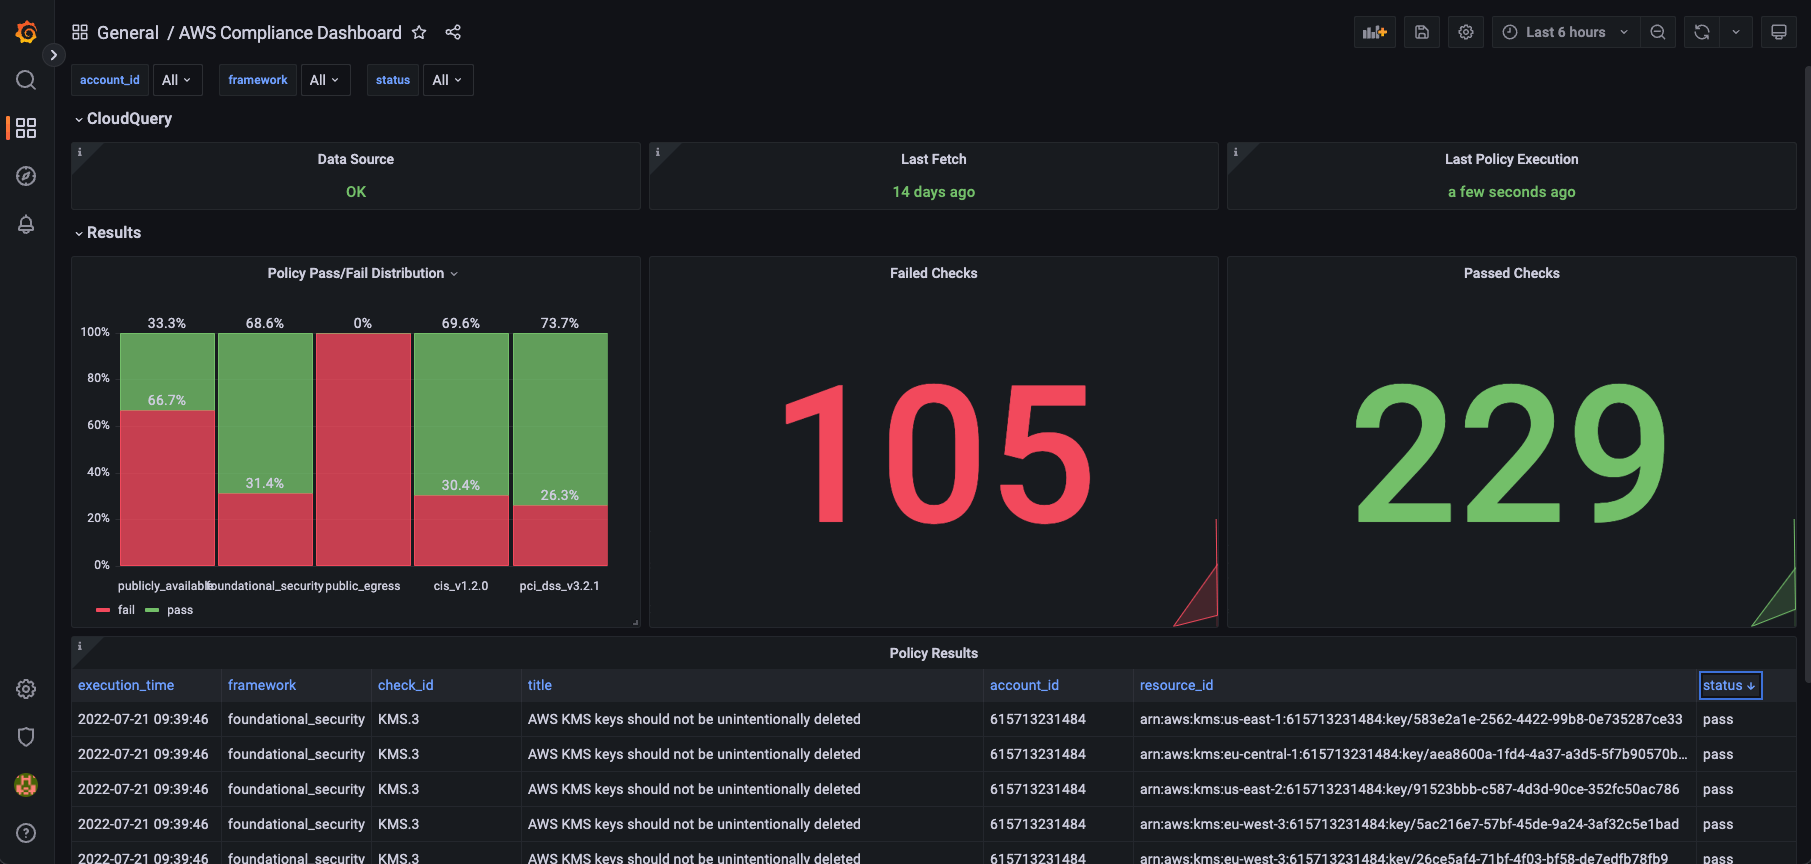 General / AWS Compliance Dashboard
Last 6 hours
account_id All framework All status All
CloudQuery
Data Source
OK
Last Fetch
14 days ago
Last Policy Execution
a few seconds ago
Results
Policy Pass/Fail Distribution
33.3% 68.6% 0% 69.6% 73.7%
100%
80%
66.7%
60%
40%
31.4% 30.4% 26.3%
20%
0%
publicly_available foundational_security public_egress cis_v1.2.0 pci_dss_v3.2.1
fail pass
Failed Checks
105
Passed Checks
229
Policy Results
execution_time framework check_id title account_id resource_id status
2022-07-21 09:39:46 foundational_security KMS.3 AWS KMS keys should not be unintentionally deleted 615713231484 arn:aws:kms:us-east-1:615713231484:key/583e2a1e-2562-4422-99b8-0e735287ce33 pass
2022-07-21 09:39:46 foundational_security KMS.3 AWS KMS keys should not be unintentionally deleted 615713231484 arn:aws:kms:eu-central-1:615713231484:key/aea8600a-1fd4-4a37-a3d5-5f7b90570b... pass
2022-07-21 09:39:46 foundational_security KMS.3 AWS KMS keys should not be unintentionally deleted 615713231484 arn:aws:kms:us-east-2:615713231484:key/91523bbb-c587-4d3d-90ce-352fc50ac786 pass
2022-07-21 09:39:46 foundational_security KMS.3 AWS KMS keys should not be unintentionally deleted 615713231484 arn:aws:kms:eu-west-3:615713231484:key/5ac216e7-57bf-45de-9a24-3af32c5e1bad pass
2022-07-21 09:39:46 foundational_security KMS.3 AWS KMS keys should not be unintentionally deleted 615713231484 arn:aws:kms:eu-west-3:615713231484:key/26ce5af4-71bf-4f03-bf58-de7edfb78fb9 pass